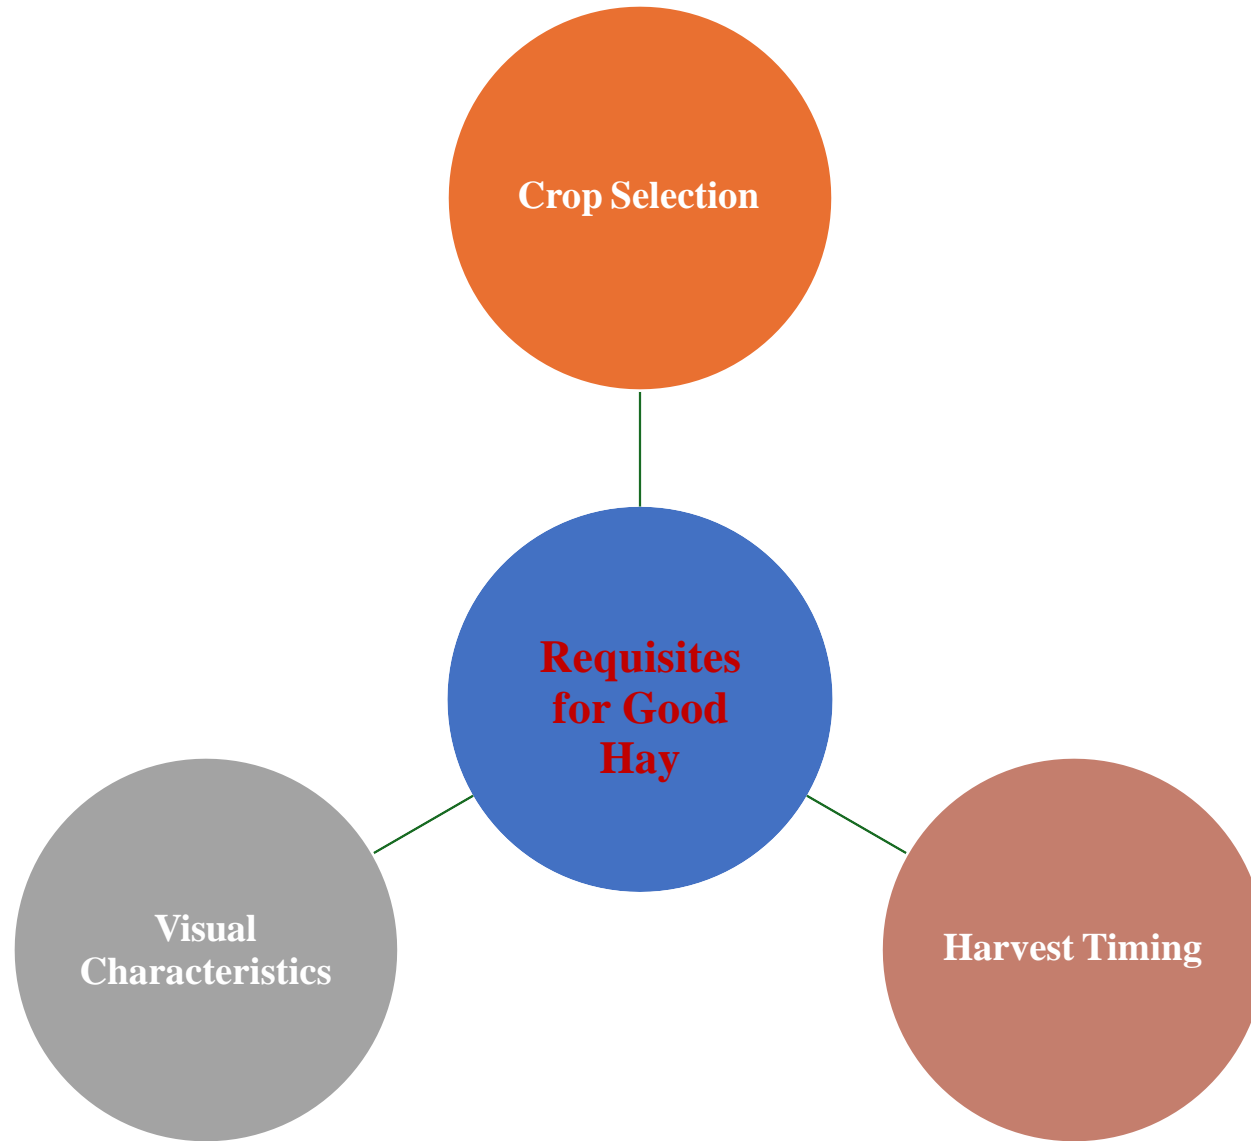 Crop Selection
Requisites
for Good
Hay
Visual
Characteristics
Harvest Timing